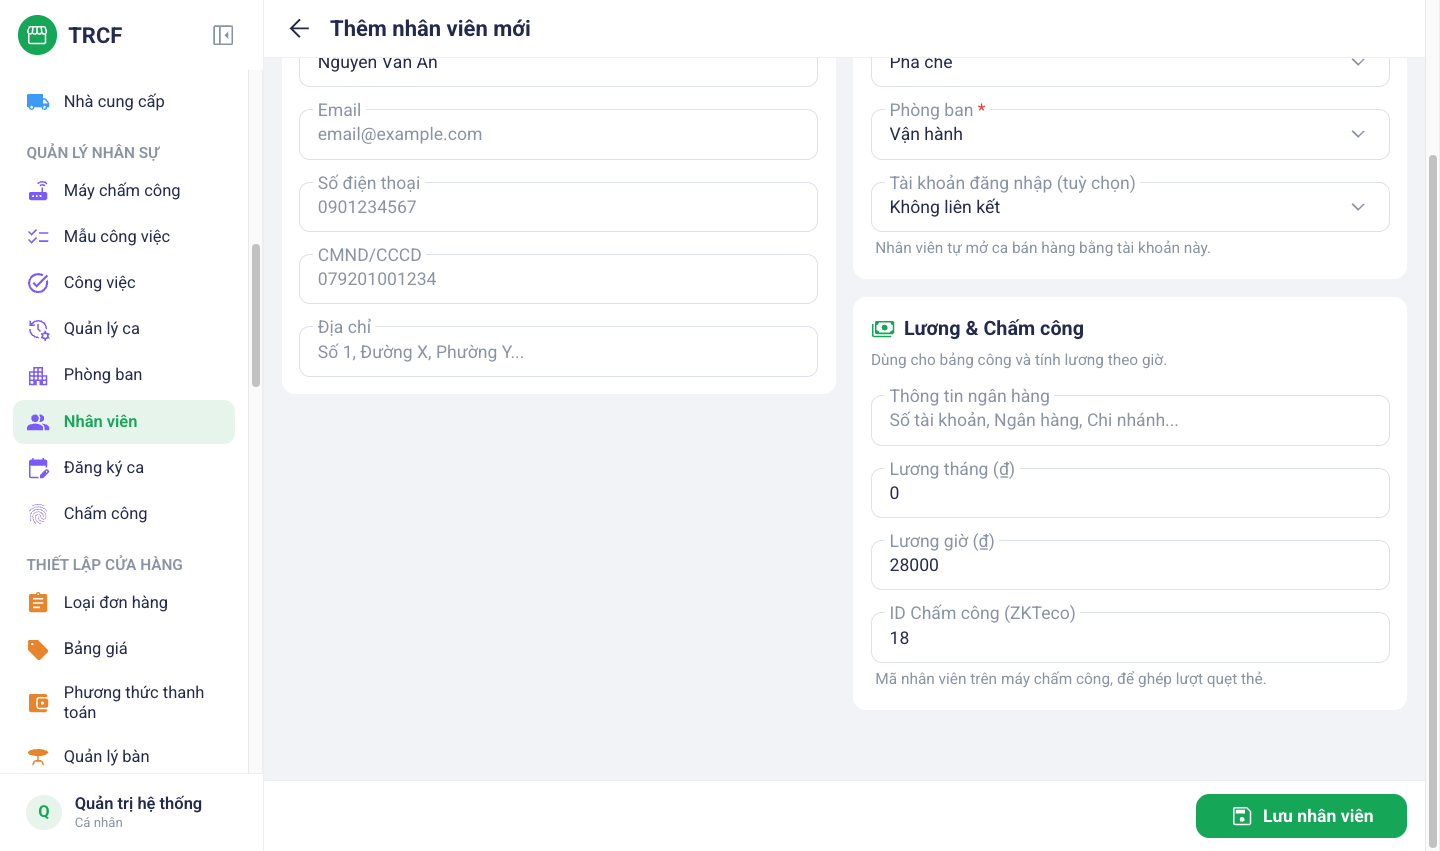 TRCF
Nhà cung cấp
QUẢN LÝ NHÂN SỰ
Máy chấm công
Mẫu công việc
Công việc
Quản lý ca
Phòng ban
Nhân viên
Đăng ký ca
Chấm công
THIẾT LẬP CỬA HÀNG
Loại đơn hàng
Bảng giá
Phương thức thanh
toán
Quản lý bàn
Q
Quản trị hệ thống
Cá nhân
Thêm nhân viên mới
Nguyễn Văn An
Email
email@example.com
Số điện thoại
0901234567
CMND/CCCD
079201001234
Địa chỉ
Số 1, Đường X, Phường Y...
Pha chế
Phòng ban *
Vận hành
Tài khoản đăng nhập (tuỳ chọn)
Không liên kết
Nhân viên tự mở ca bán hàng bằng tài khoản này.
Lương & Chấm công
Dùng cho bảng công và tính lương theo giờ.
Thông tin ngân hàng
Số tài khoản, Ngân hàng, Chi nhánh...
Lương tháng (₫)
0
Lương giờ (₫)
28000
ID Chấm công (ZKTeco)
18
Mã nhân viên trên máy chấm công, để ghép lượt quẹt thẻ.
Lưu nhân viên